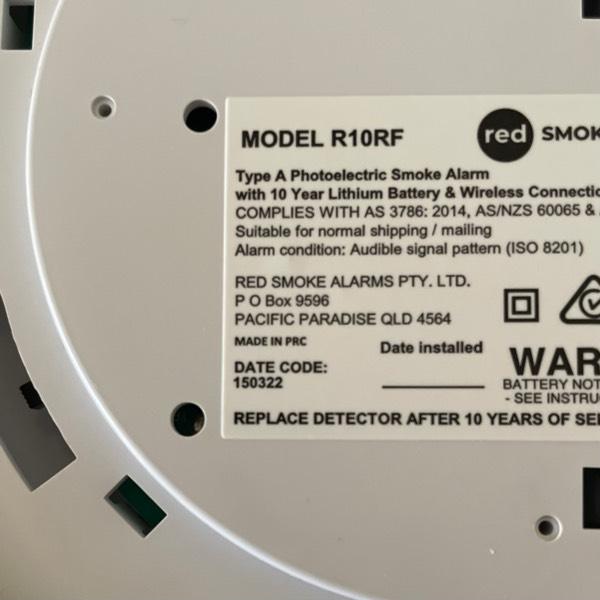 MODEL R10RF
red SMOK
Type A Photoelectric Smoke Alarm
with 10 Year Lithium Battery & Wireless Connectio
COMPLIES WITH AS 3786: 2014, AS/NZS 60065 &
Suitable for normal shipping / mailing
Alarm condition: Audible signal pattern (ISO 8201)
RED SMOKE ALARMS PTY. LTD.
P O Box 9596
PACIFIC PARADISE QLD 4564
MADE IN PRC
Date installed
DATE CODE:
150322
WAR
BATTERY NOT
- SEE INSTRU
REPLACE DETECTOR AFTER 10 YEARS OF SE